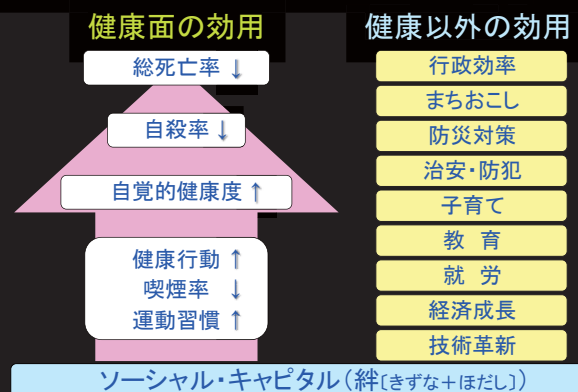 健康面の効用
総死亡率 ↓
自殺率 ↓
自覚的健康度 ↑
健康行動 ↑
喫煙率 ↓
運動習慣 ↑
健康以外の効用
行政効率
まちおこし
防災対策
治安・防犯
子育て
教 育
就 労
経済成長
技術革新
ソーシャル・キャピタル(絆〔きずな+ほだし〕)